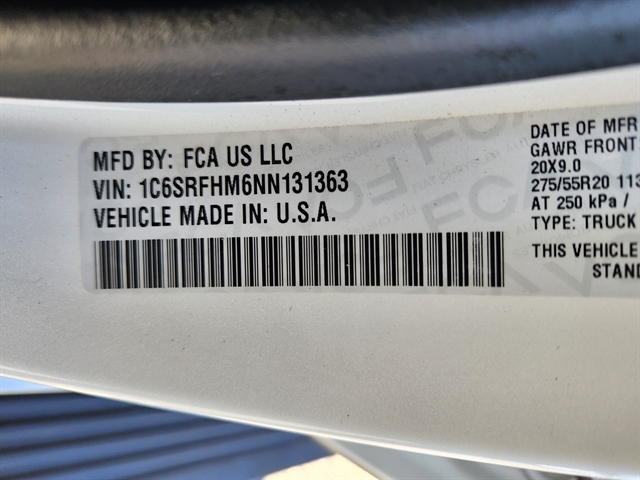 MFD BY: FCA US LLC
VIN: 1C6SRFHM6NN131363
VEHICLE MADE IN: U.S.A.
DATE OF MFR
GAWR FRONT
20X9.0
275/55R20 113
AT 250 kPa /
TYPE: TRUCK
THIS VEHICLE
STAND